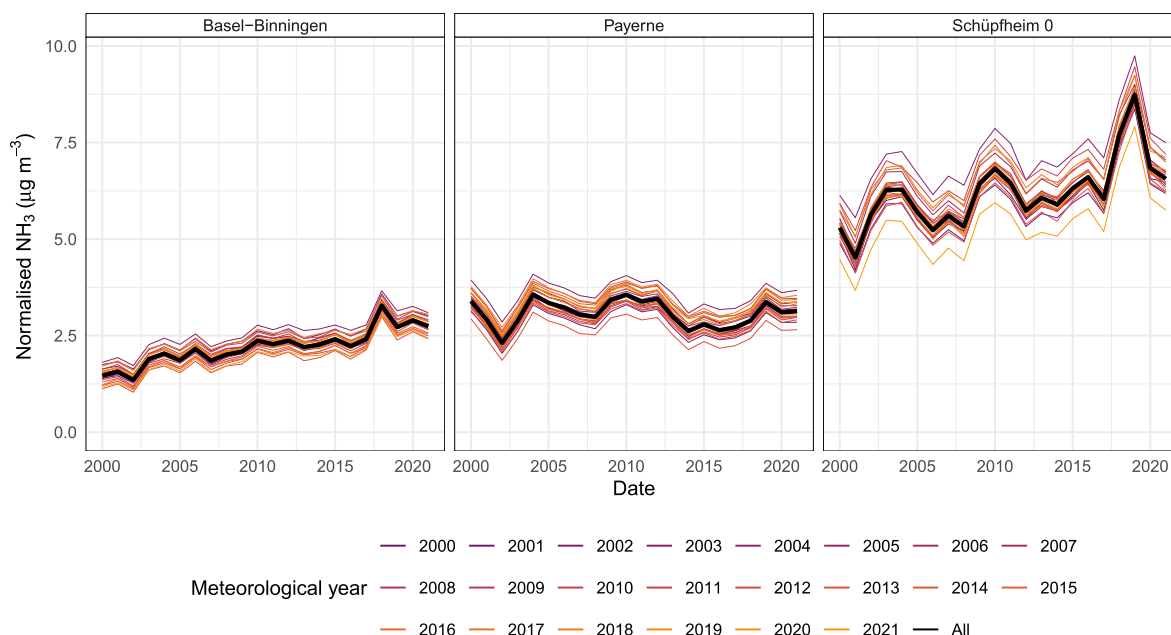 Basel−Binningen Payerne Schüpfheim 0
10.0
7.5
5.0
2.5
0.0
Normalised NH₃ (µg m⁻³)
2000 2005 2010 2015 2020 2000 2005 2010 2015 2020 2000 2005 2010 2015 2020
Date
2000 2001 2002 2003 2004 2005 2006 2007
Meteorological year 2008 2009 2010 2011 2012 2013 2014 2015
2016 2017 2018 2019 2020 2021 All